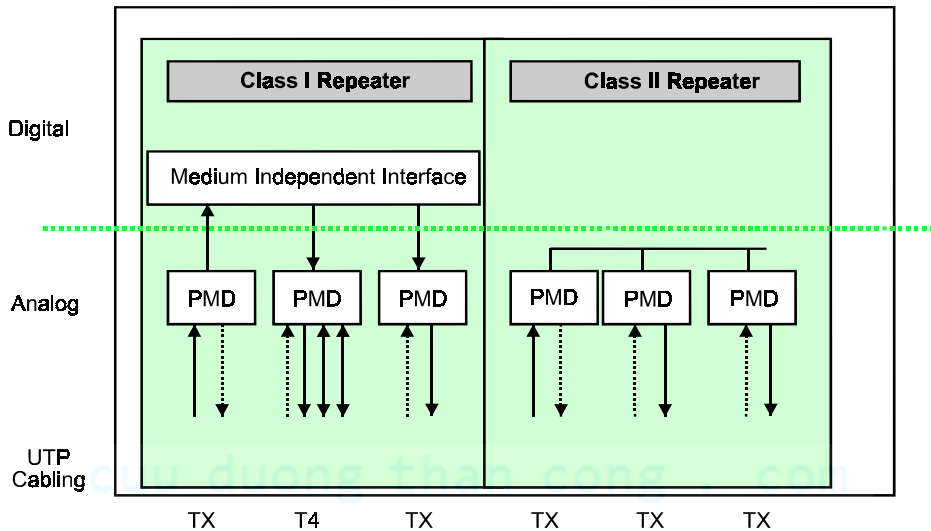 Class I Repeater
Class II Repeater
Digital
Medium Independent Interface
Analog
PMD PMD PMD PMD PMD PMD
UTP
Cabling
cuu duong than cong . com
TX T4 TX TX TX TX